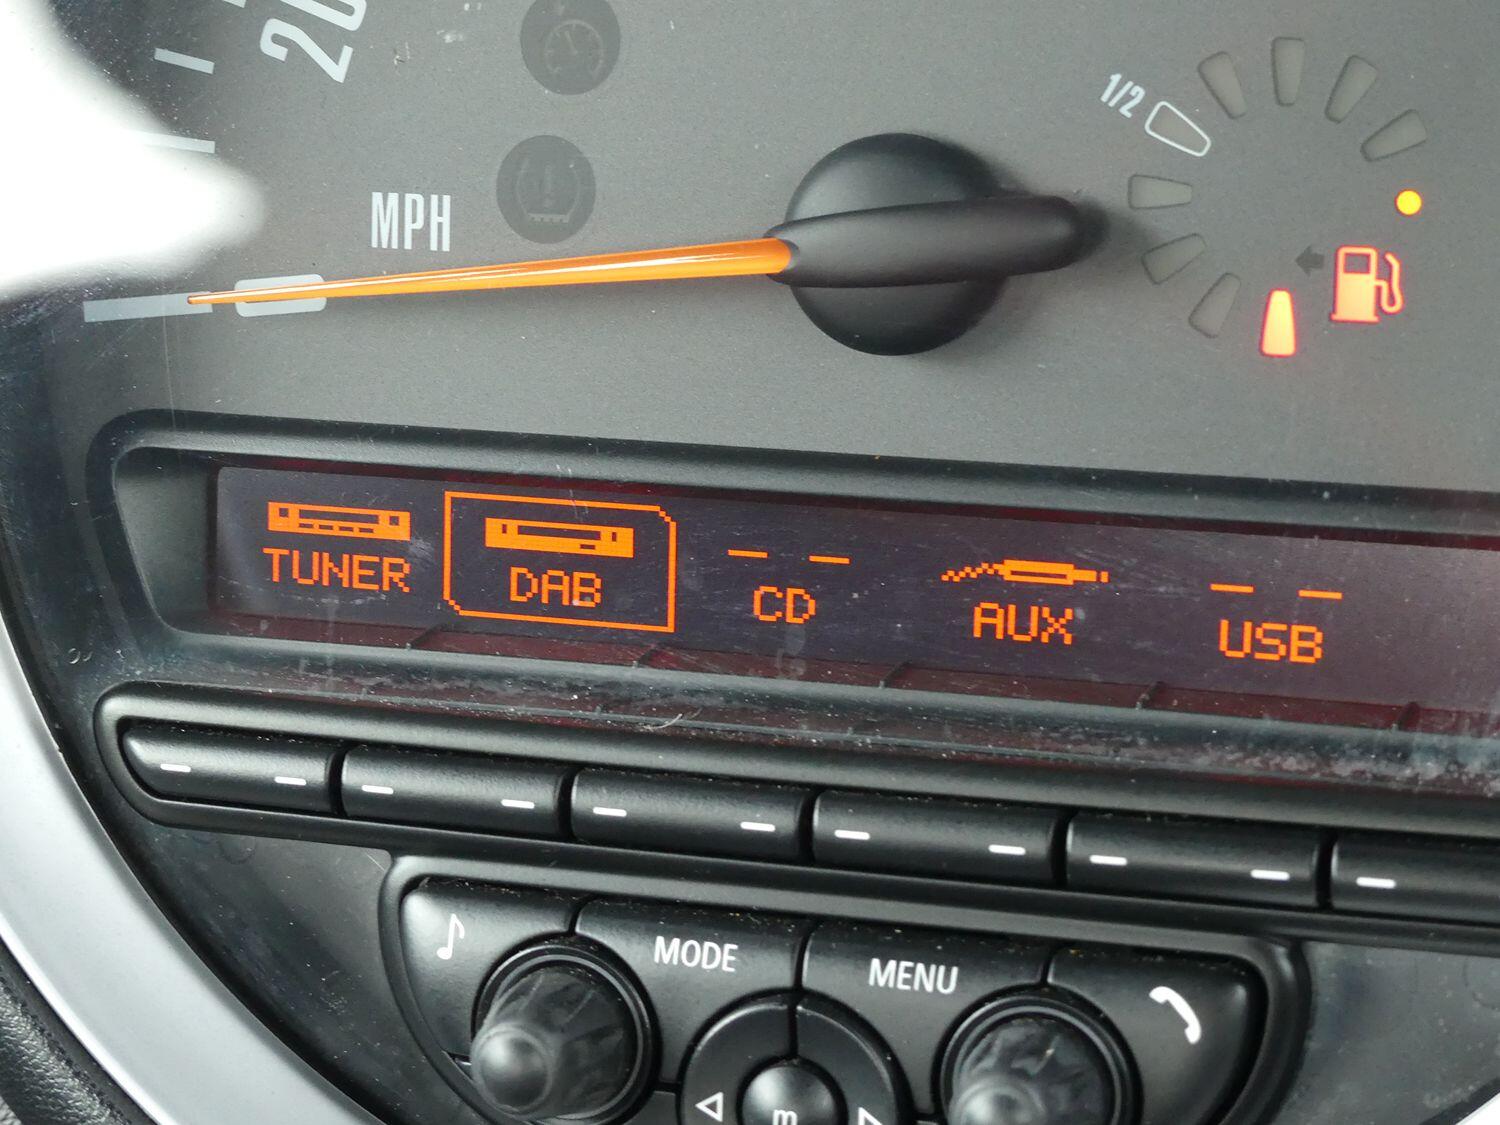 20
1/2
MPH
TUNER
DAB
CD
AUX
USB
MODE
MENU
m